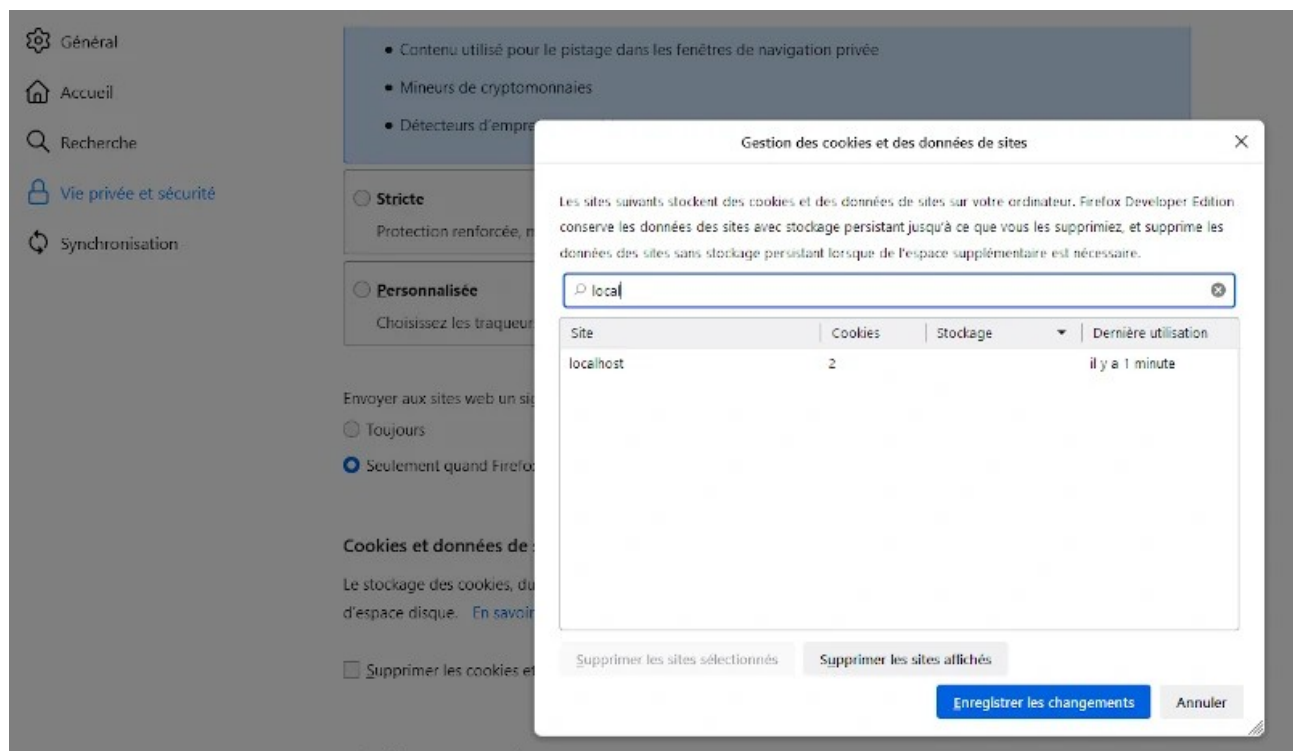 Général
Accueil
Recherche
Vie privée et sécurité
Synchronisation
Contenu utilisé pour le pistage dans les fenêtres de navigation privée
Mineurs de cryptomonnaies
Détecteurs d'empre
Stricte
Protection renforcée, m
Personnalisée
Choisissez les traqueur
Envoyer aux sites web un sig
Toujours
Seulement quand Firefo
Cookies et données de
Le stockage des cookies, du
d'espace disque. En savoir
Supprimer les cookies et
Gestion des cookies et des données de sites
Les sites suivants stockent des cookies et des données de sites sur votre ordinateur. Firefox Developer Edition
conserve les données des sites avec stockage persistant jusqu'à ce que vous les supprimiez, et supprime les
données des sites sans stockage persistant lorsque de l'espace supplémentaire est nécessaire.
local
Site Cookies Stockage Dernière utilisation
localhost 2 il y a 1 minute
Supprimer les sites sélectionnés Supprimer les sites affichés
Enregistrer les changements Annuler